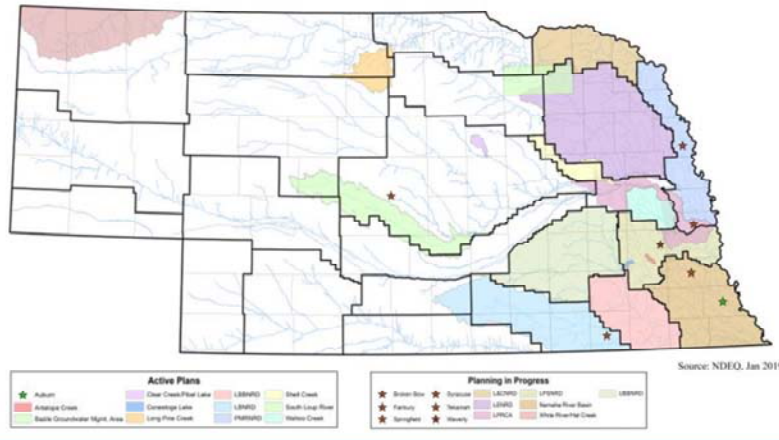 Source: NDEQ, Jan 2019
Active Plans
Auburn
Antelope Creek
Bazile Groundwater Mgmt. Area
Clear Creek/Pibel Lake
Conestoga Lake
Long Pine Creek
LBBNRD
LBNRD
PMRNRD
Shell Creek
South Loup River
Wahoo Creek
Planning in Progress
Broken Bow
Fairbury
Springfield
Syracuse
Tekamah
Waverly
L&CNRD
LENRD
LPRCA
LPSNRD
Nemaha River Basin
White River-Hat Creek
UBBNRD